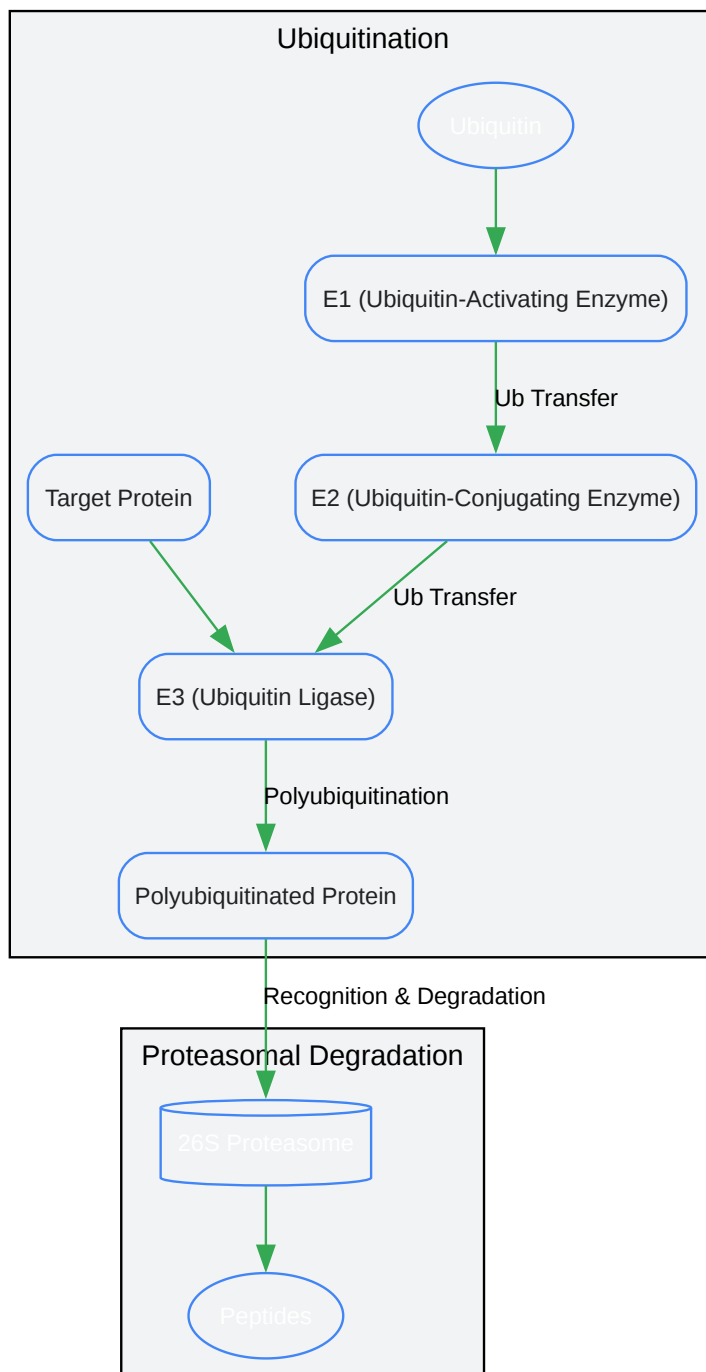 Ubiquitination
Ubiquitin
E1 (Ubiquitin-Activating Enzyme)
Ub Transfer
Target Protein
E2 (Ubiquitin-Conjugating Enzyme)
Ub Transfer
E3 (Ubiquitin Ligase)
Polyubiquitination
Polyubiquitinated Protein
Recognition & Degradation
Proteasomal Degradation
26S Proteasome
Peptides